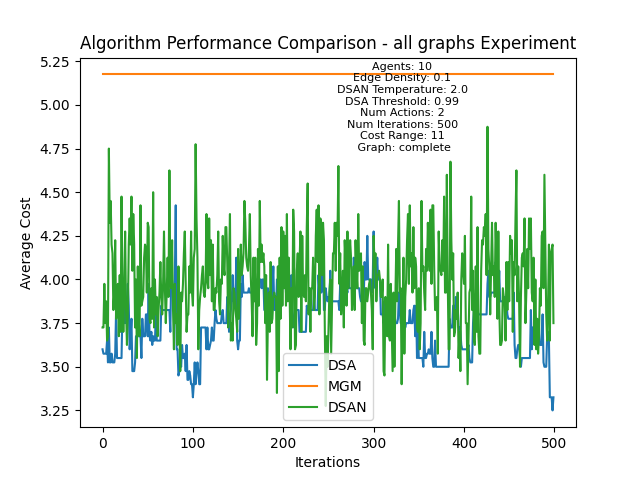 Algorithm Performance Comparison - all graphs Experiment
5.25
5.00
4.75
4.50
4.25
4.00
3.75
3.50
3.25
Average Cost
Agents: 10
Edge Density: 0.1
DSAN Temperature: 2.0
DSA Threshold: 0.99
Num Actions: 2
Num Iterations: 500
Cost Range: 11
Graph: complete
DSA
MGM
DSAN
0
100
200
300
400
500
Iterations